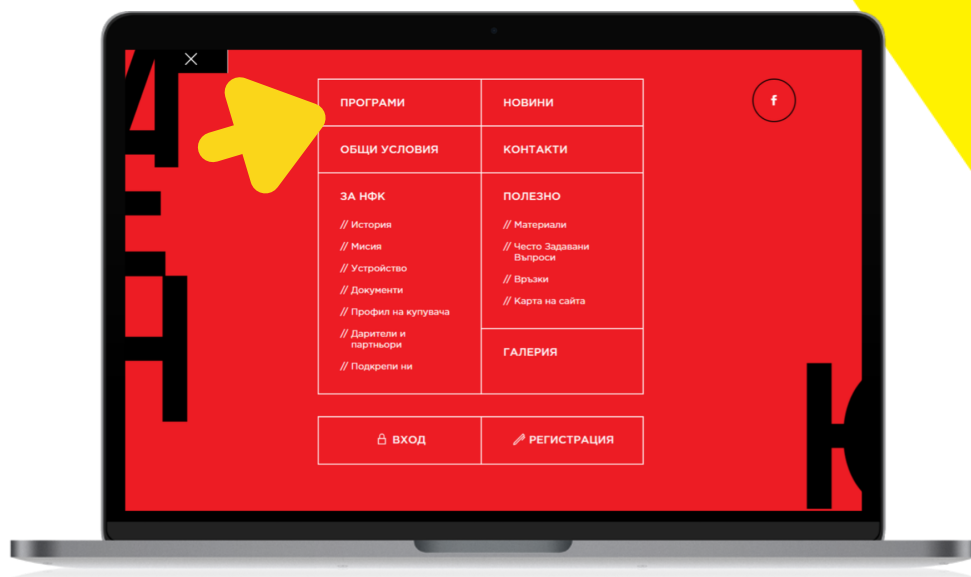 ПРОГРАМИ
НОВИНИ
ОБЩИ УСЛОВИЯ
КОНТАКТИ
ЗА НФК
// История
// Мисия
// Устройство
// Документи
// Профил на купувача
// Дарители и
партньори
// Подкрепи ни
ПОЛЕЗНО
// Материали
// Често Задавани
Въпроси
// Връзки
// Карта на сайта
ГАЛЕРИЯ
ВХОД
РЕГИСТРАЦИЯ